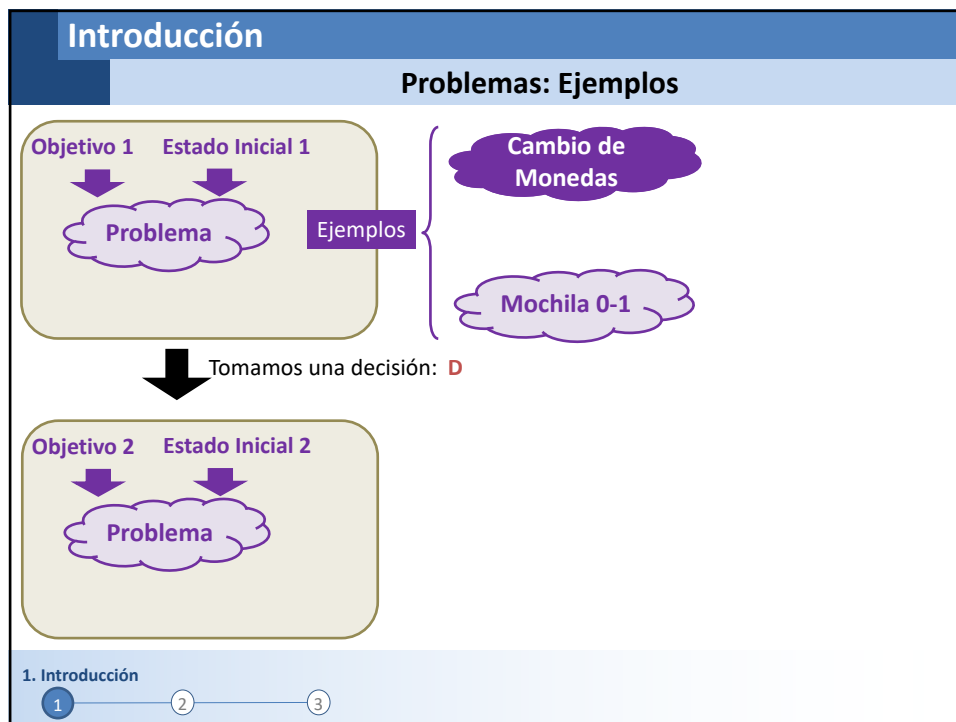 Introducción
Problemas: Ejemplos
Objetivo 1 Estado Inicial 1
Problema
Ejemplos
Cambio de
Monedas
Mochila 0-1
Tomamos una decisión: D
Objetivo 2 Estado Inicial 2
Problema
1. Introducción
1 2 3